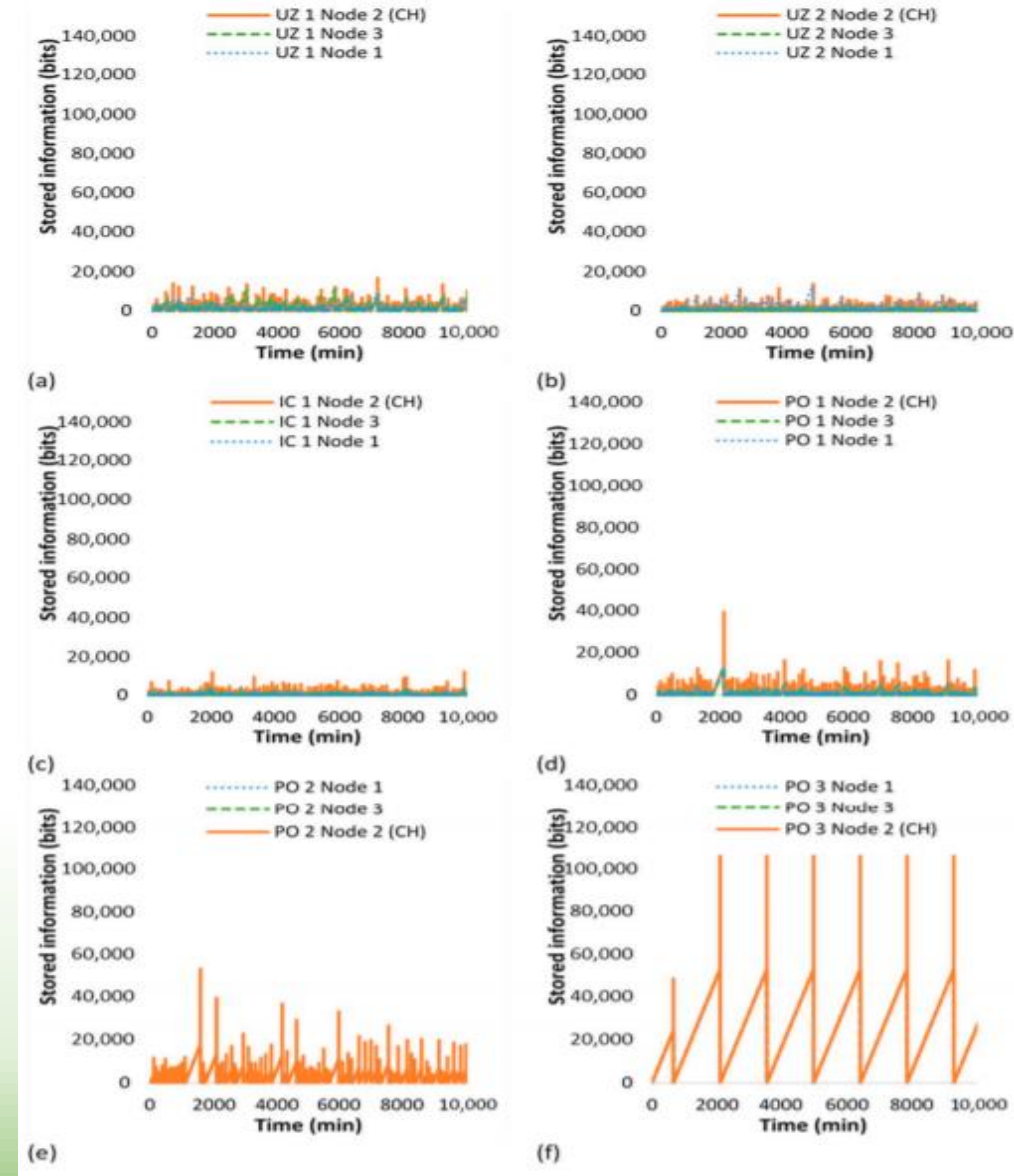 UZ 1 Node 2 (CH)
UZ 1 Node 3
UZ 1 Node 1
Stored information (bits)
140,000
120,000
100,000
80,000
60,000
40,000
20,000
0
0 2000 4000 6000 8000 10,000
Time (min)
(a)
UZ 2 Node 2 (CH)
UZ 2 Node 3
UZ 2 Node 1
Stored information (bits)
140,000
120,000
100,000
80,000
60,000
40,000
20,000
0
0 2000 4000 6000 8000 10,000
Time (min)
(b)
IC 1 Node 2 (CH)
IC 1 Node 3
IC 1 Node 1
Stored information (bits)
140,000
120,000
100,000
80,000
60,000
40,000
20,000
0
0 2000 4000 6000 8000 10,000
Time (min)
(c)
PO 1 Node 2 (CH)
PO 1 Node 3
PO 1 Node 1
Stored information (bits)
140,000
120,000
100,000
80,000
60,000
40,000
20,000
0
0 2000 4000 6000 8000 10,000
Time (min)
(d)
PO 2 Node 1
PO 2 Node 3
PO 2 Node 2 (CH)
Stored information (bits)
140,000
120,000
100,000
80,000
60,000
40,000
20,000
0
0 2000 4000 6000 8000 10,000
Time (min)
(e)
PO 3 Node 1
PO 3 Node 3
PO 3 Node 2 (CH)
Stored information (bits)
140,000
120,000
100,000
80,000
60,000
40,000
20,000
0
0 2000 4000 6000 8000 10,000
Time (min)
(f)